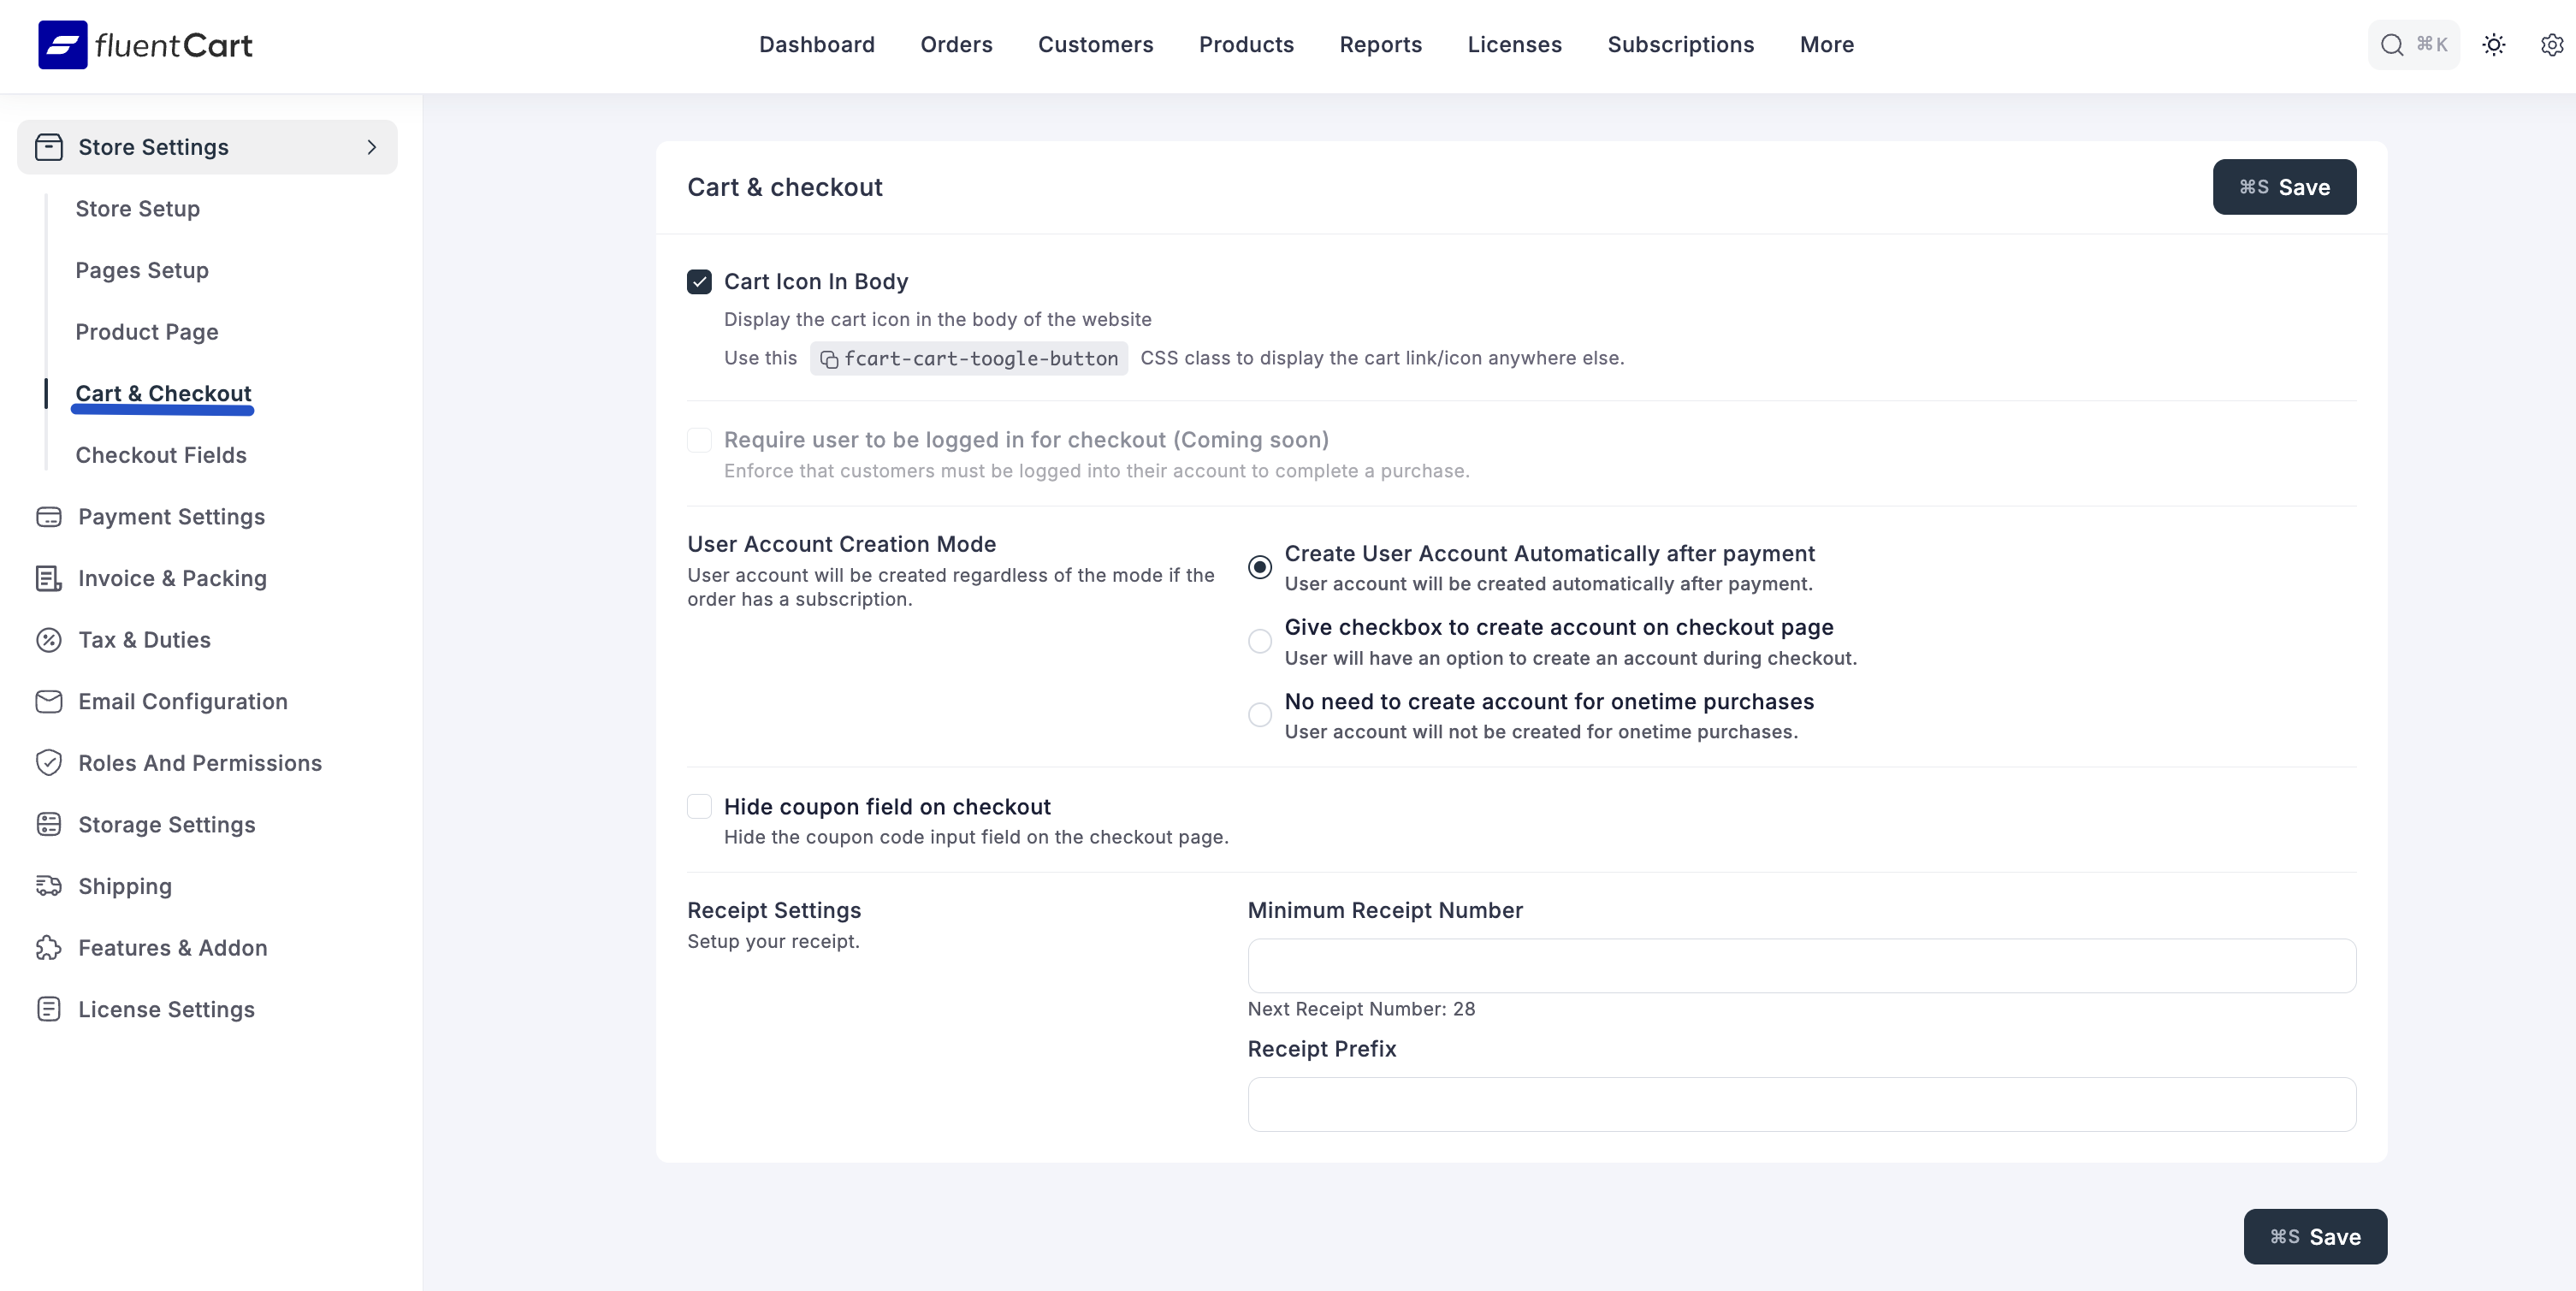 fluentCart
Dashboard
Orders
Customers
Products
Reports
Licenses
Subscriptions
More
⌘K
Store Settings
Store Setup
Pages Setup
Product Page
Cart & Checkout
Checkout Fields
Payment Settings
Invoice & Packing
Tax & Duties
Email Configuration
Roles And Permissions
Storage Settings
Shipping
Features & Addon
License Settings
Cart & checkout
⌘S Save
Cart Icon In Body
Display the cart icon in the body of the website
Use this fcart-cart-toogle-button CSS class to display the cart link/icon anywhere else.
Require user to be logged in for checkout (Coming soon)
Enforce that customers must be logged into their account to complete a purchase.
User Account Creation Mode
User account will be created regardless of the mode if the
order has a subscription.
Create User Account Automatically after payment
User account will be created automatically after payment.
Give checkbox to create account on checkout page
User will have an option to create an account during checkout.
No need to create account for onetime purchases
User account will not be created for onetime purchases.
Hide coupon field on checkout
Hide the coupon code input field on the checkout page.
Receipt Settings
Setup your receipt.
Minimum Receipt Number
Next Receipt Number: 28
Receipt Prefix
⌘S Save